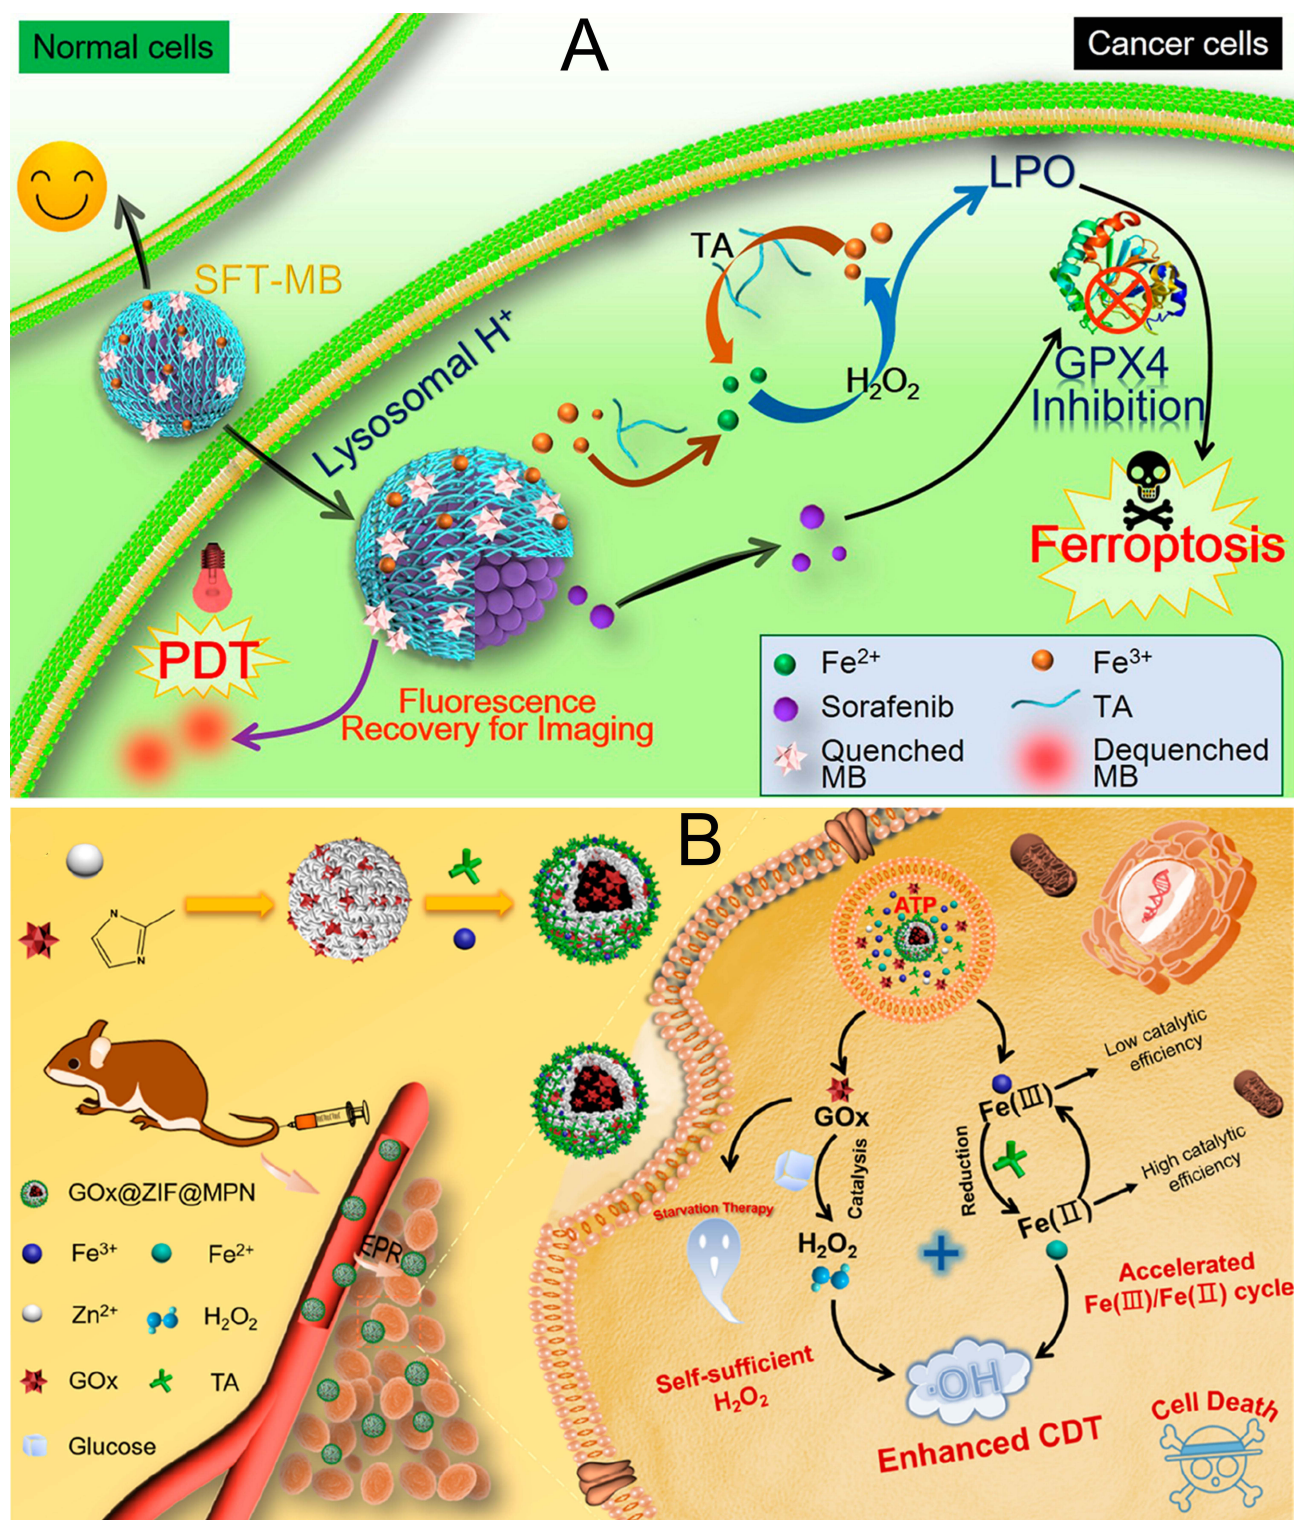 Normal cells
A
Cancer cells
LPO
TA
SFT-MB
Lysosomal H⁺
H₂O₂
GPX4
Inhibition
Ferroptosis
PDT
Fluorescence
Recovery for Imaging
Fe²⁺
Fe³⁺
Sorafenib
TA
Quenched
MB
Dequenched
MB
B
N
N
ATP
Low catalytic
efficiency
Fe(III)
GOx
Catalysis
Reduction
High catalytic
efficiency
Fe(II)
Starvation Therapy
H₂O₂
+
Accelerated
Fe(III)/Fe(II) cycle
Self-sufficient
H₂O₂
·OH
Enhanced CDT
Cell Death
EPR
GOx@ZIF@MPN
Fe³⁺
Fe²⁺
Zn²⁺
H₂O₂
GOx
TA
Glucose